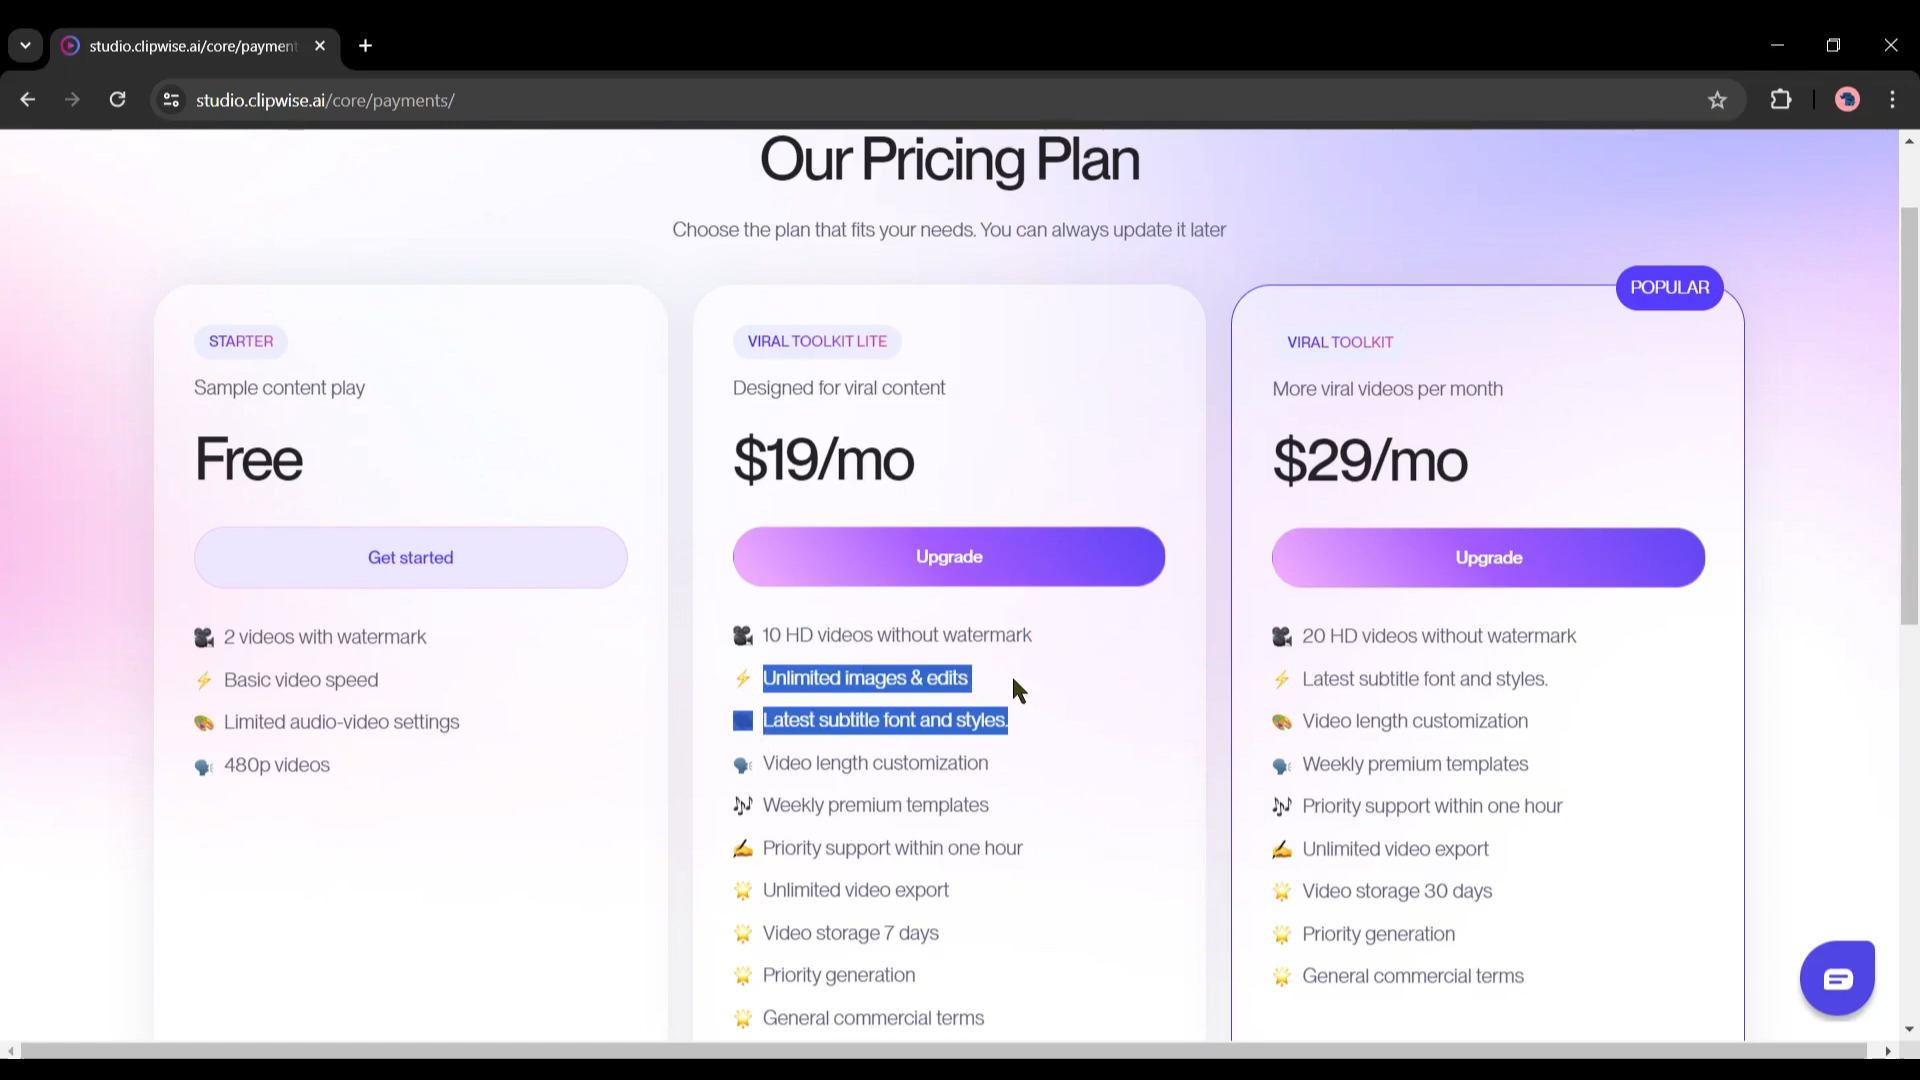 studio.clipwise.ai/core/payment
studio.clipwise.ai/core/payments/
Our Pricing Plan
Choose the plan that fits your needs. You can always update it later
STARTER
Sample content play
Free
Get started
2 videos with watermark
Basic video speed
Limited audio-video settings
480p videos
VIRAL TOOLKIT LITE
Designed for viral content
$19/mo
Upgrade
10 HD videos without watermark
Unlimited images & edits
Latest subtitle font and styles.
Video length customization
Weekly premium templates
Priority support within one hour
Unlimited video export
Video storage 7 days
Priority generation
General commercial terms
POPULAR
VIRAL TOOLKIT
More viral videos per month
$29/mo
Upgrade
20 HD videos without watermark
Latest subtitle font and styles.
Video length customization
Weekly premium templates
Priority support within one hour
Unlimited video export
Video storage 30 days
Priority generation
General commercial terms